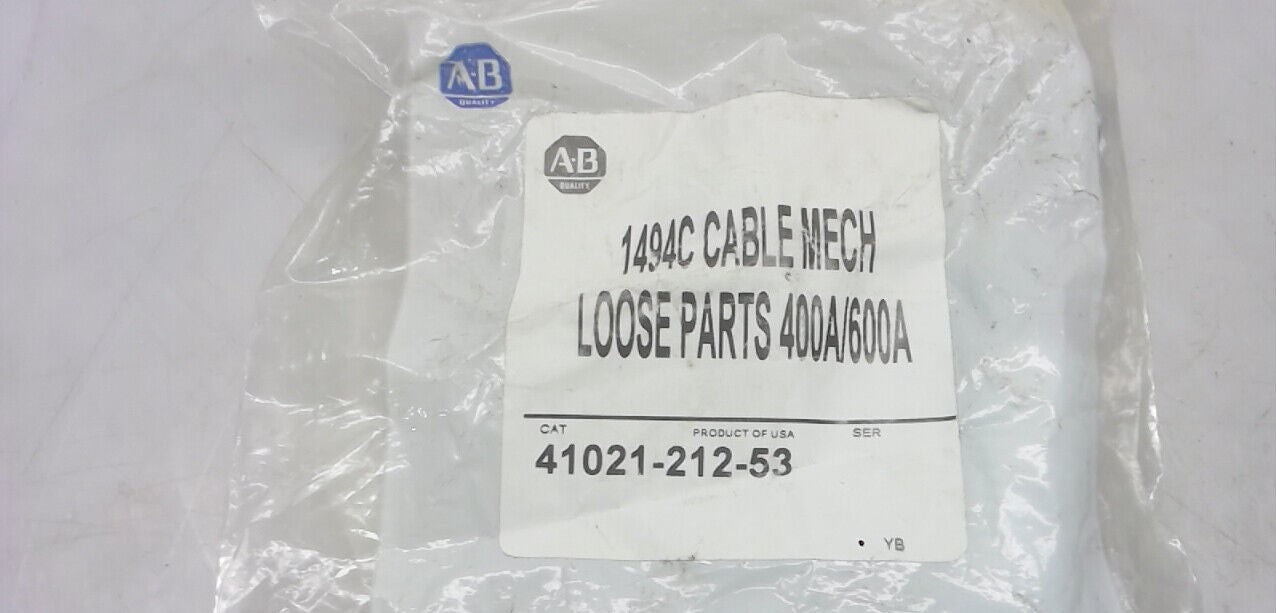 A-B
QUALITY
A-B
QUALITY
1494C CABLE MECH
LOOSE PARTS 400A/600A
CAT PRODUCT OF USA SER
41021-212-53
YB